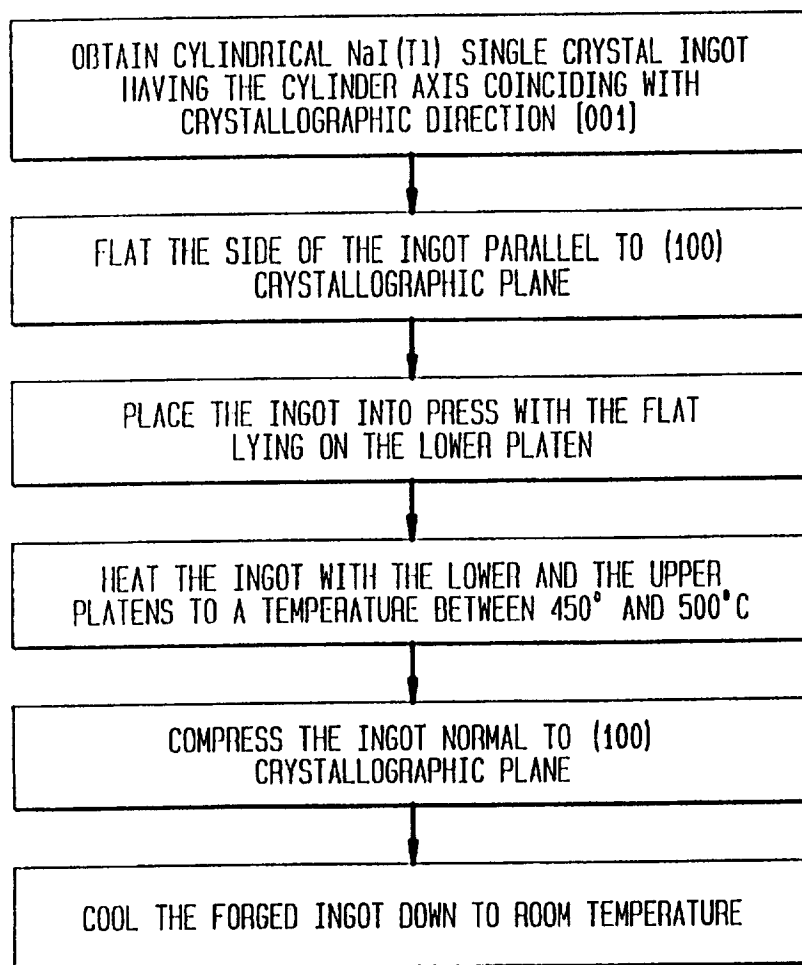 OBTAIN CYLINDRICAL NaI(Tl) SINGLE CRYSTAL INGOT
HAVING THE CYLINDER AXIS COINCIDING WITH
CRYSTALLOGRAPHIC DIRECTION [001]
FLAT THE SIDE OF THE INGOT PARALLEL TO (100)
CRYSTALLOGRAPHIC PLANE
PLACE THE INGOT INTO PRESS WITH THE FLAT
LYING ON THE LOWER PLATEN
HEAT THE INGOT WITH THE LOWER AND THE UPPER
PLATENS TO A TEMPERATURE BETWEEN 450° AND 500°C
COMPRESS THE INGOT NORMAL TO (100)
CRYSTALLOGRAPHIC PLANE
COOL THE FORGED INGOT DOWN TO ROOM TEMPERATURE